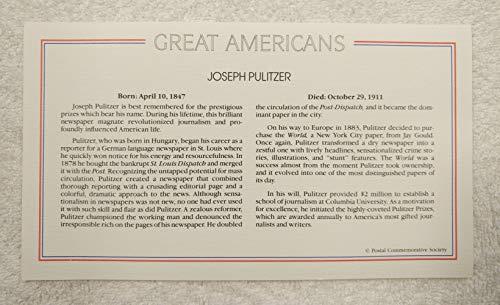 GREAT AMERICANS
JOSEPH PULITZER
Born: April 10, 1847
Joseph Pulitzer is best remembered for the prestigious
prizes which bear his name. During his lifetime, this brilliant
newspaper magnate revolutionized journalism and pro-
foundly influenced American life.
Pulitzer, who was born in Hungary, began his career as a
reporter for a German language newspaper in St. Louis where
he quickly won notice for his energy and resourcefulness. In
1878 he bought the bankrupt St. Louis Dispatch and merged
it with the Post. Recognizing the untapped potential for mass
circulation, Pulitzer created a newspaper that combined
thorough reporting with a crusading editorial page and a
colorful, dramatic approach to the news. Although sensa-
tionalism in newspapers was not new, no one had ever used
it with such skill and flair as did Pulitzer. A zealous reformer,
Pulitzer championed the working man and denounced the
irresponsible rich on the pages of his newspaper. He doubled
Died: October 29, 1911
the circulation of the Post-Dispatch, and it became the dom-
inant paper in the city.
On his way to Europe in 1883, Pulitzer decided to pur-
chase the World, a New York City paper, from Jay Gould.
Once again, Pulitzer transformed a dry newspaper into a
restful one with lively headlines, sensationalized crime sto-
ries, illustrations, and "stunt" features. The World was a
success almost from the moment Pulitzer took ownership,
and it evolved into one of the most distinguished papers of its
day.
In his will, Pulitzer provided $2 million to establish a
school of journalism at Columbia University. As a motivation
for excellence, he initiated the highly-coveted Pulitzer Prizes,
which are awarded annually to America's most gifted jour-
nalists and writers.
© Postal Commemorative Society